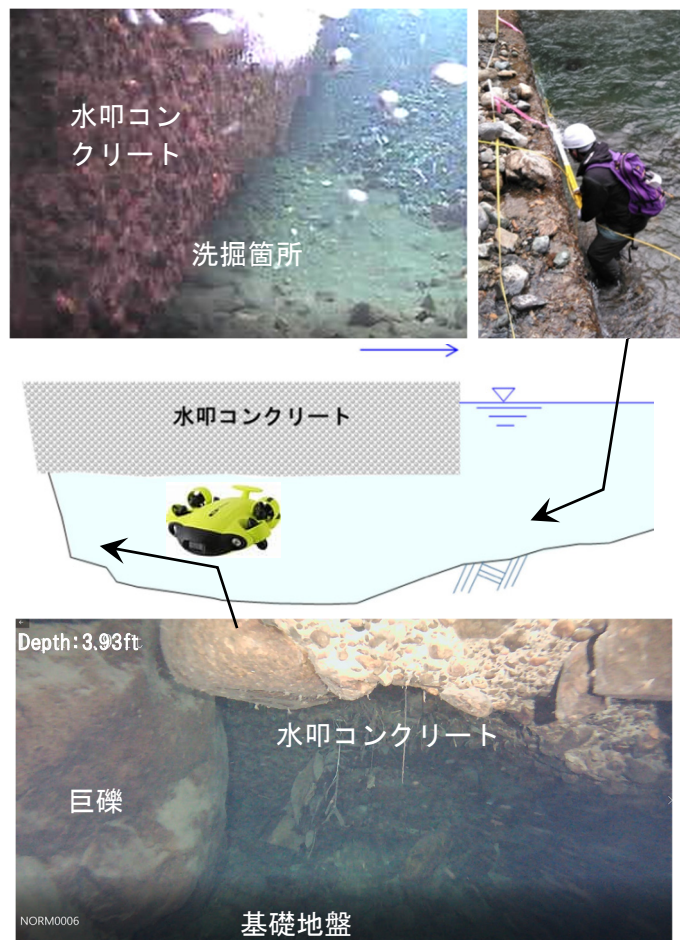 水叩コン
クリート
洗掘箇所
水叩コンクリート
Depth:3.93ft
水叩コンクリート
巨礫
NORM0006
基礎地盤